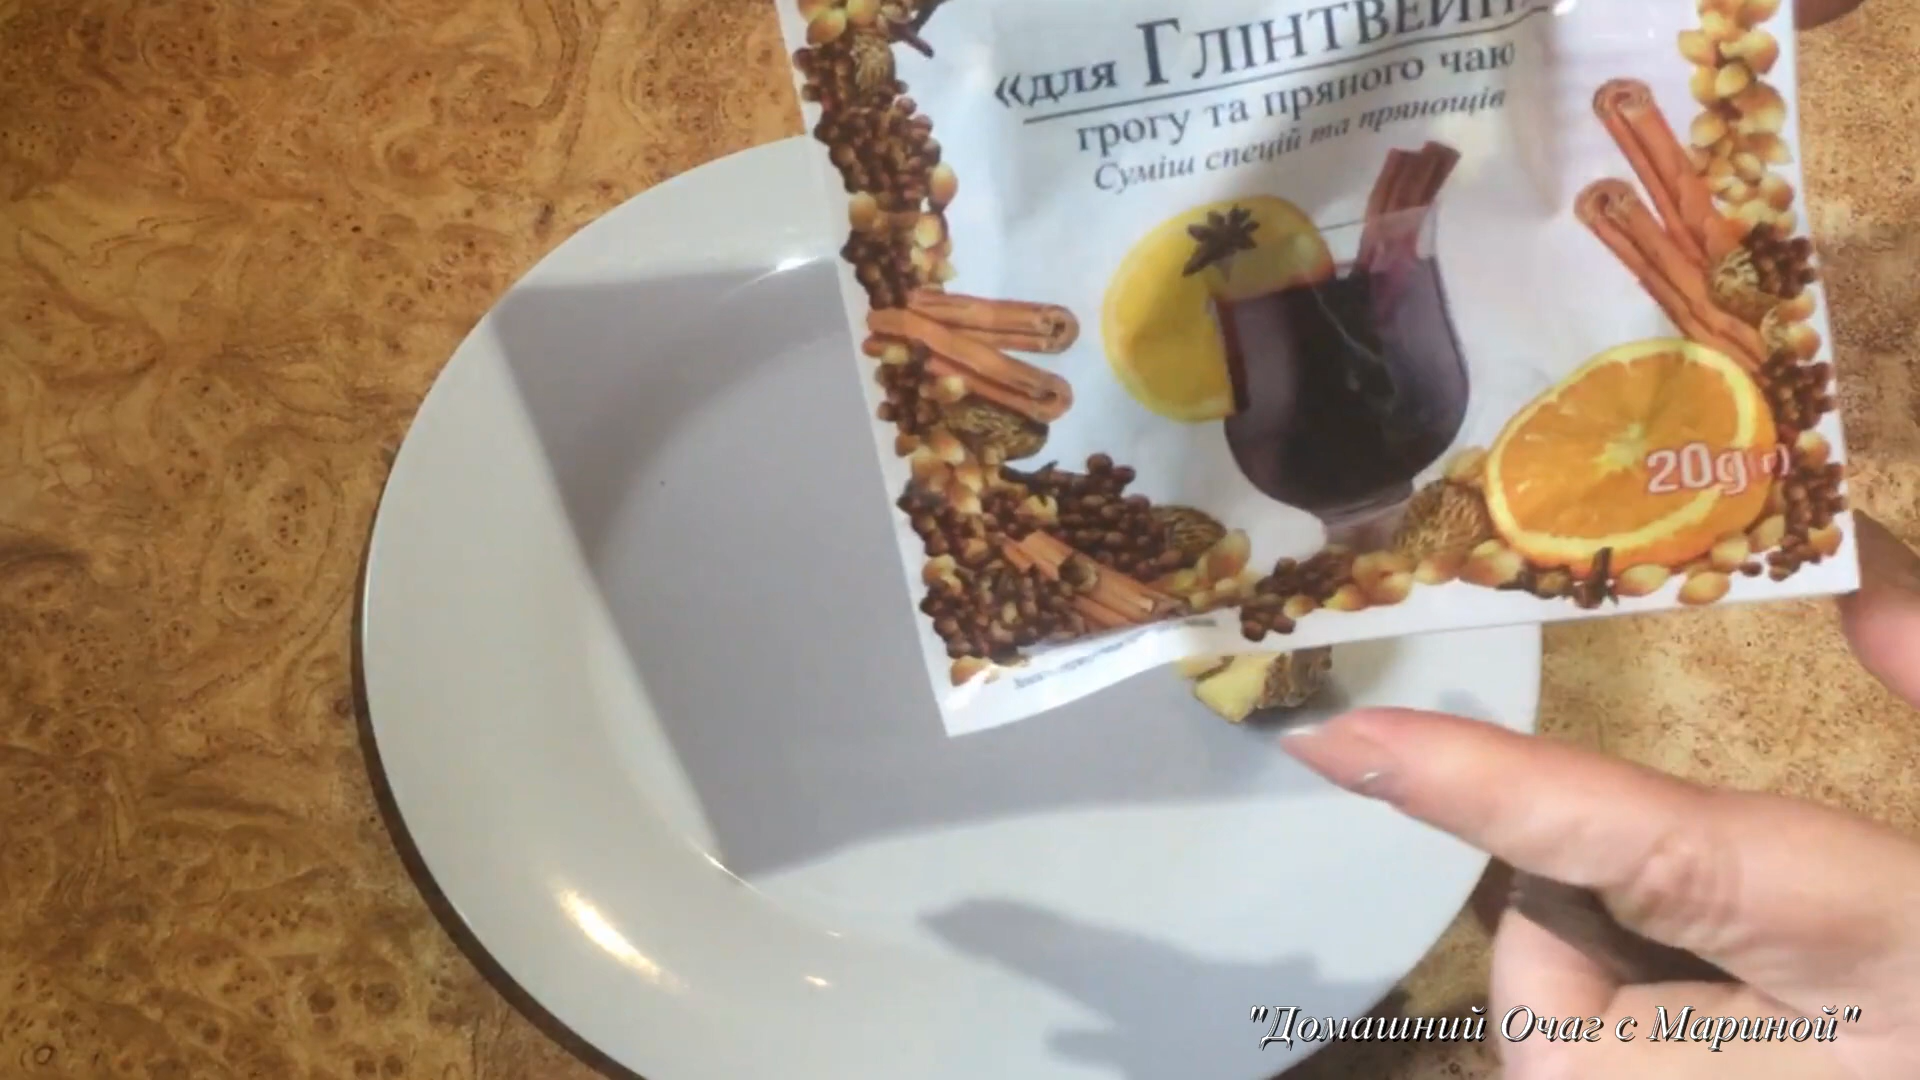 «для Глінтвейн
грогу та пряного чаю
Суміш спецій та прянощів
20g(г)
"Домашний Очаг с Мариной"